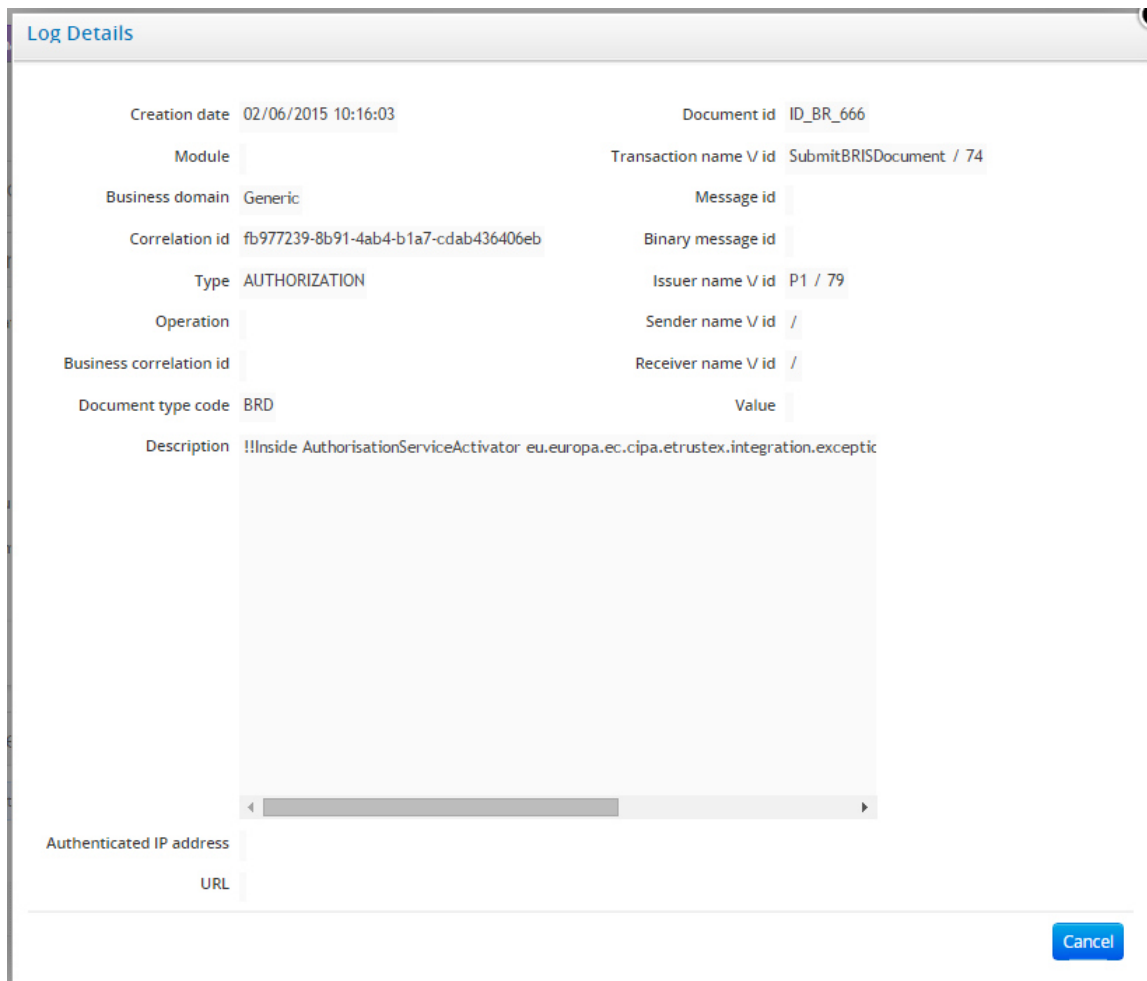 Log Details
Creation date 02/06/2015 10:16:03 Document id ID_BR_666
Module Transaction name \/ id SubmitBRISDocument / 74
Business domain Generic Message id
Correlation id fb977239-8b91-4ab4-b1a7-cdab436406eb Binary message id
Type AUTHORIZATION Issuer name \/ id P1 / 79
Operation Sender name \/ id /
Business correlation id Receiver name \/ id /
Document type code BRD Value
Description !!Inside AuthorisationServiceActivator eu.europa.ec.cipa.etrustex.integration.exceptic
Authenticated IP address
URL
Cancel